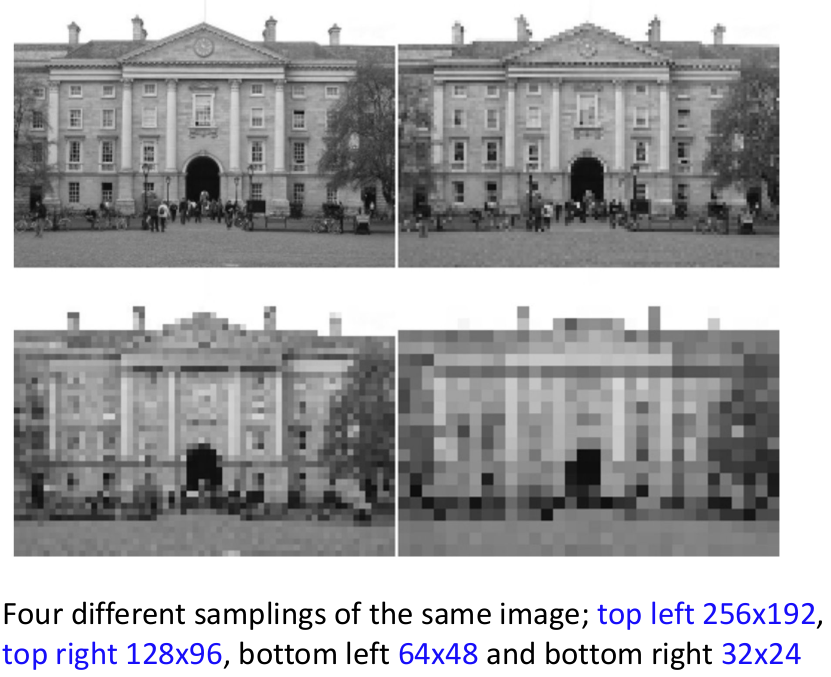 Four different samplings of the same image; top left 256x192,
top right 128x96, bottom left 64x48 and bottom right 32x24